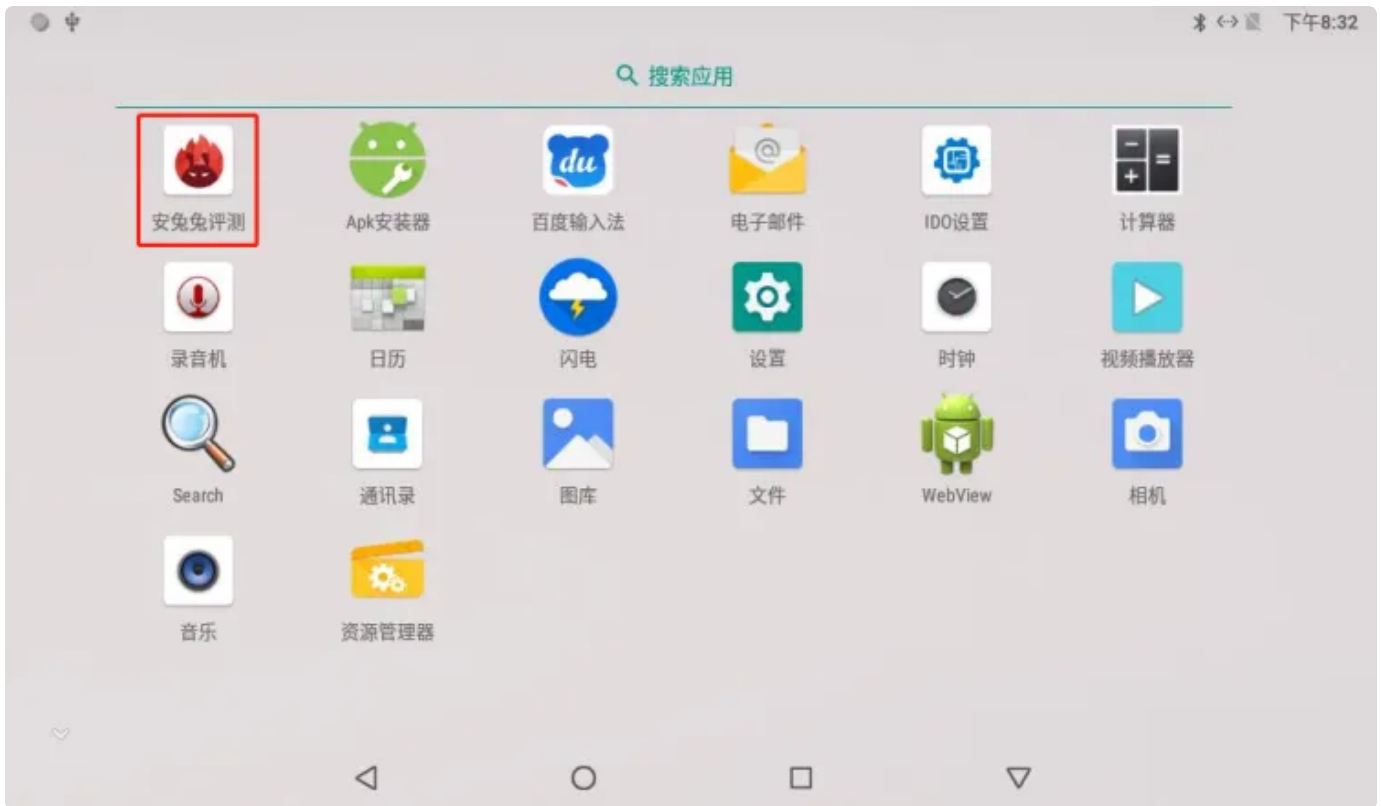 下午8:32
搜索应用
安兔兔评测
Apk安装器
du
百度输入法
@
电子邮件
IDO设置
计算器
录音机
日历
闪电
设置
时钟
视频播放器
Search
通讯录
图库
文件
WebView
相机
音乐
资源管理器